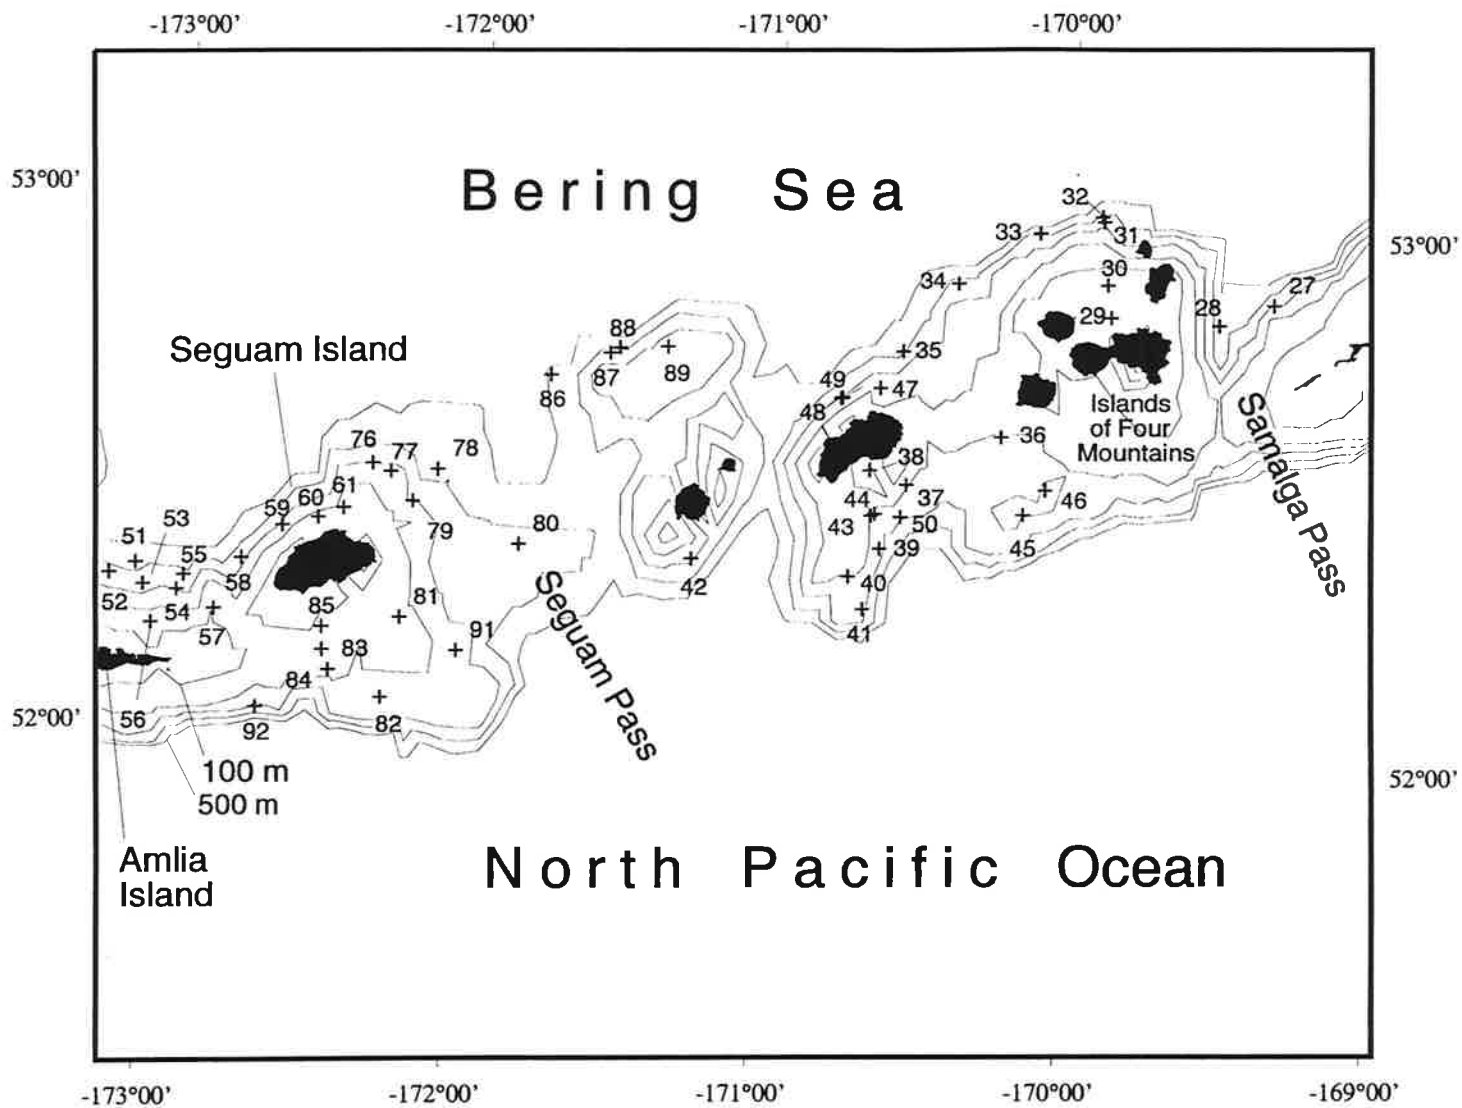 -173°00' -172°00' -171°00' -170°00'
53°00'
Bering Sea
32
33 31
53°00'
34 30
27
28
29
88
Seguam Island
35
87 89
86
49 47
48
Islands
of Four
Mountains
Samalga Pass
36
76 77 78
38
61
60
59
44 37 46
43 50
79 80
53
51
55
39 45
58
42
40
52 54
85 81
Seguam Pass
57
91
41
83
84
56
92
82
52°00'
100 m
500 m
52°00'
Amlia
Island
North Pacific Ocean
-173°00' -172°00' -171°00' -170°00' -169°00'